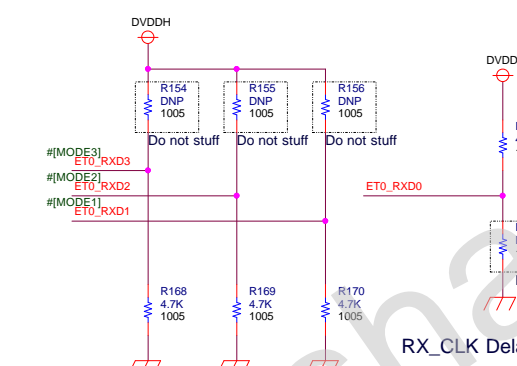 DVDDH
DVDD
R154
DNP
1005
R155
DNP
1005
R156
DNP
1005
Do not stuff
Do not stuff
Do not stuff
#[MODE3]
ET0_RXD3
#[MODE2]
ET0_RXD2
#[MODE1]
ET0_RXD1
ET0_RXD0
R168
4.7K
1005
R169
4.7K
1005
R170
4.7K
1005
RX_CLK Del